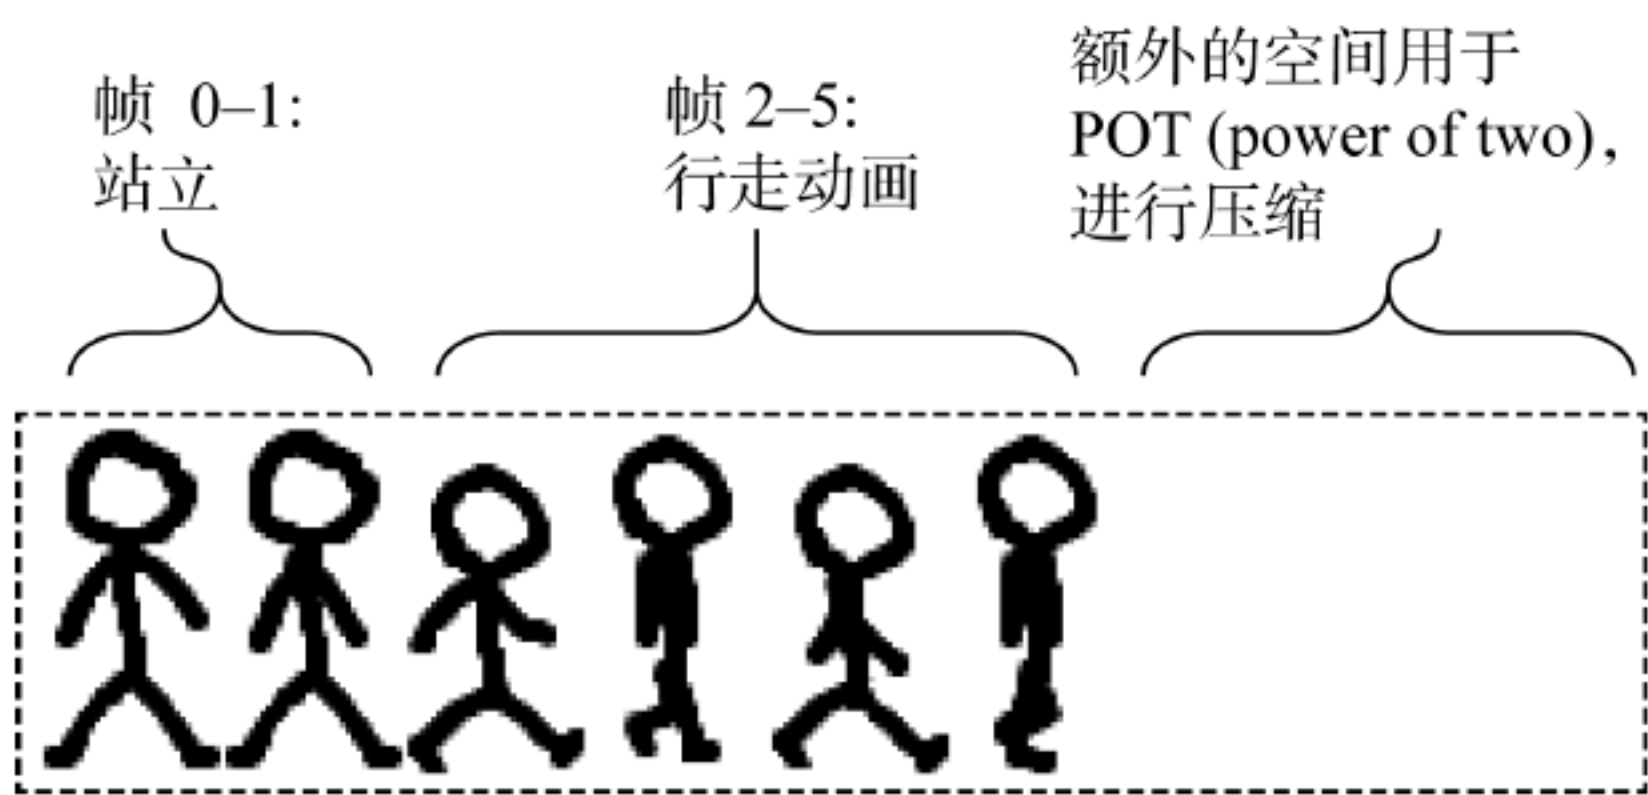 帧 0–1:
站立
帧 2–5:
行走动画
额外的空间用于
POT (power of two),
进行压缩